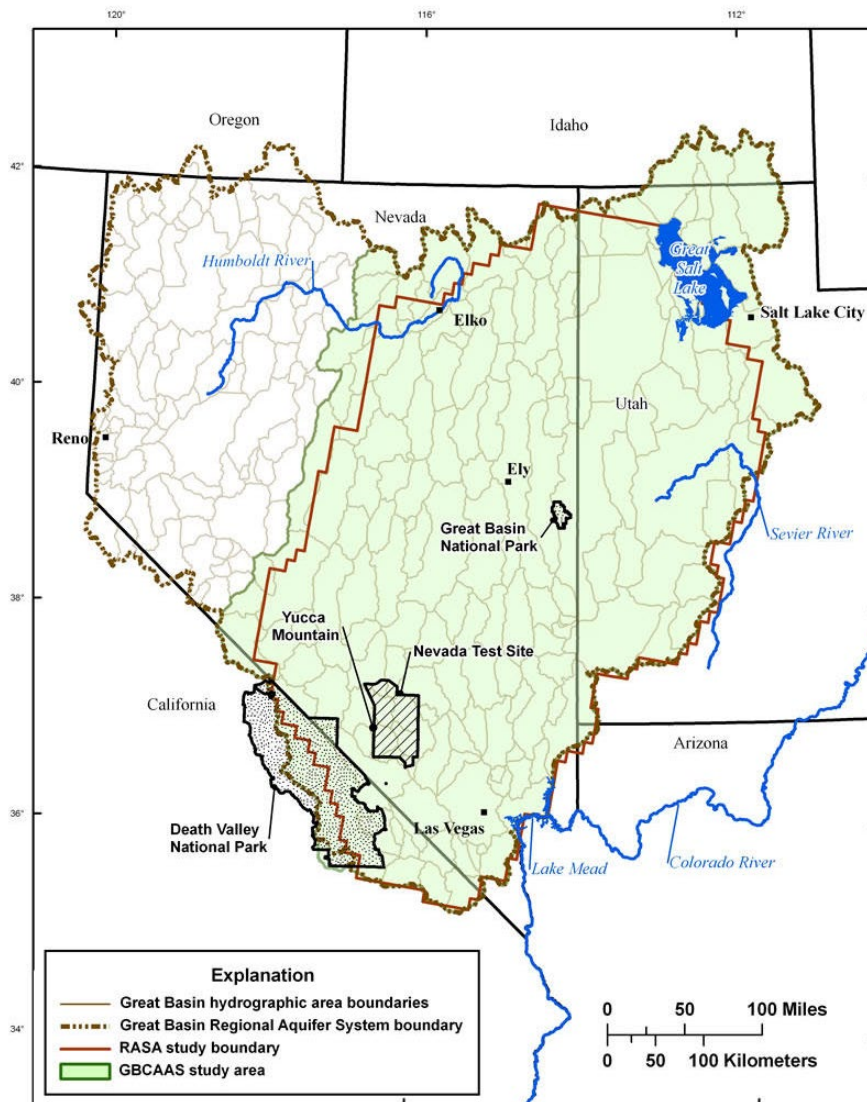 120°
116°
112°
Oregon
Idaho
42°
Nevada
Humboldt River
Great
Salt
Lake
Elko
Salt Lake City
40°
Utah
Reno
Ely
Great Basin
National Park
Sevier River
38°
Yucca
Mountain
Nevada Test Site
California
Arizona
36°
Death Valley
National Park
Las Vegas
Lake Mead
Colorado River
Explanation
Great Basin hydrographic area boundaries
Great Basin Regional Aquifer System boundary
RASA study boundary
GBCAAS study area
34°
0 50 100 Miles
0 50 100 Kilometers